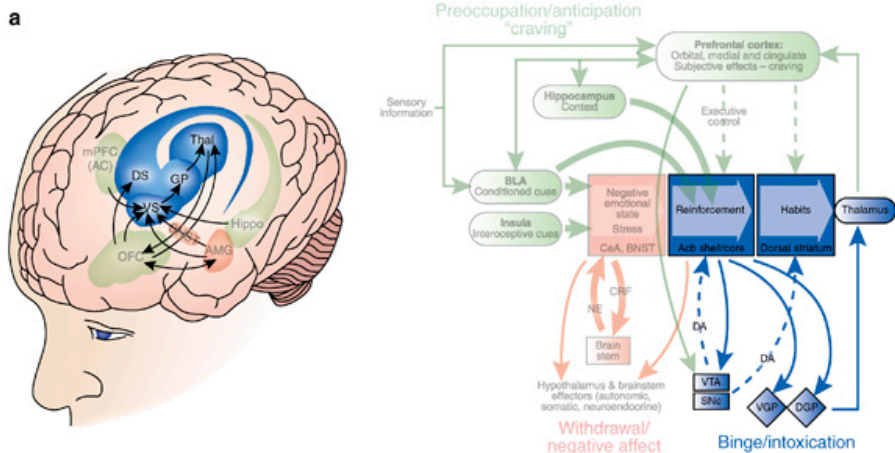 a
mPFC
(AC)
DS
Thal
GP
VS
BNST
Hippo
OFC
AMG
Preoccupation/anticipation
"craving"
Prefrontal cortex:
Orbital, medial and cingulate
Subjective effects – craving
Sensory
information
Hippocampus
Context
Executive
control
BLA
Conditioned cues
Insula
Interoceptive cues
Negative
emotional
state
Stress
CeA, BNST
Reinforcement
Acb shell/core
Habits
Dorsal striatum
Thalamus
NE
CRF
Brain
stem
DA
DA
VTA
SNc
VGP
DGP
Hypothalamus & brainstem
effectors (autonomic,
somatic, neuroendocrine)
Withdrawal/
negative affect
Binge/intoxication